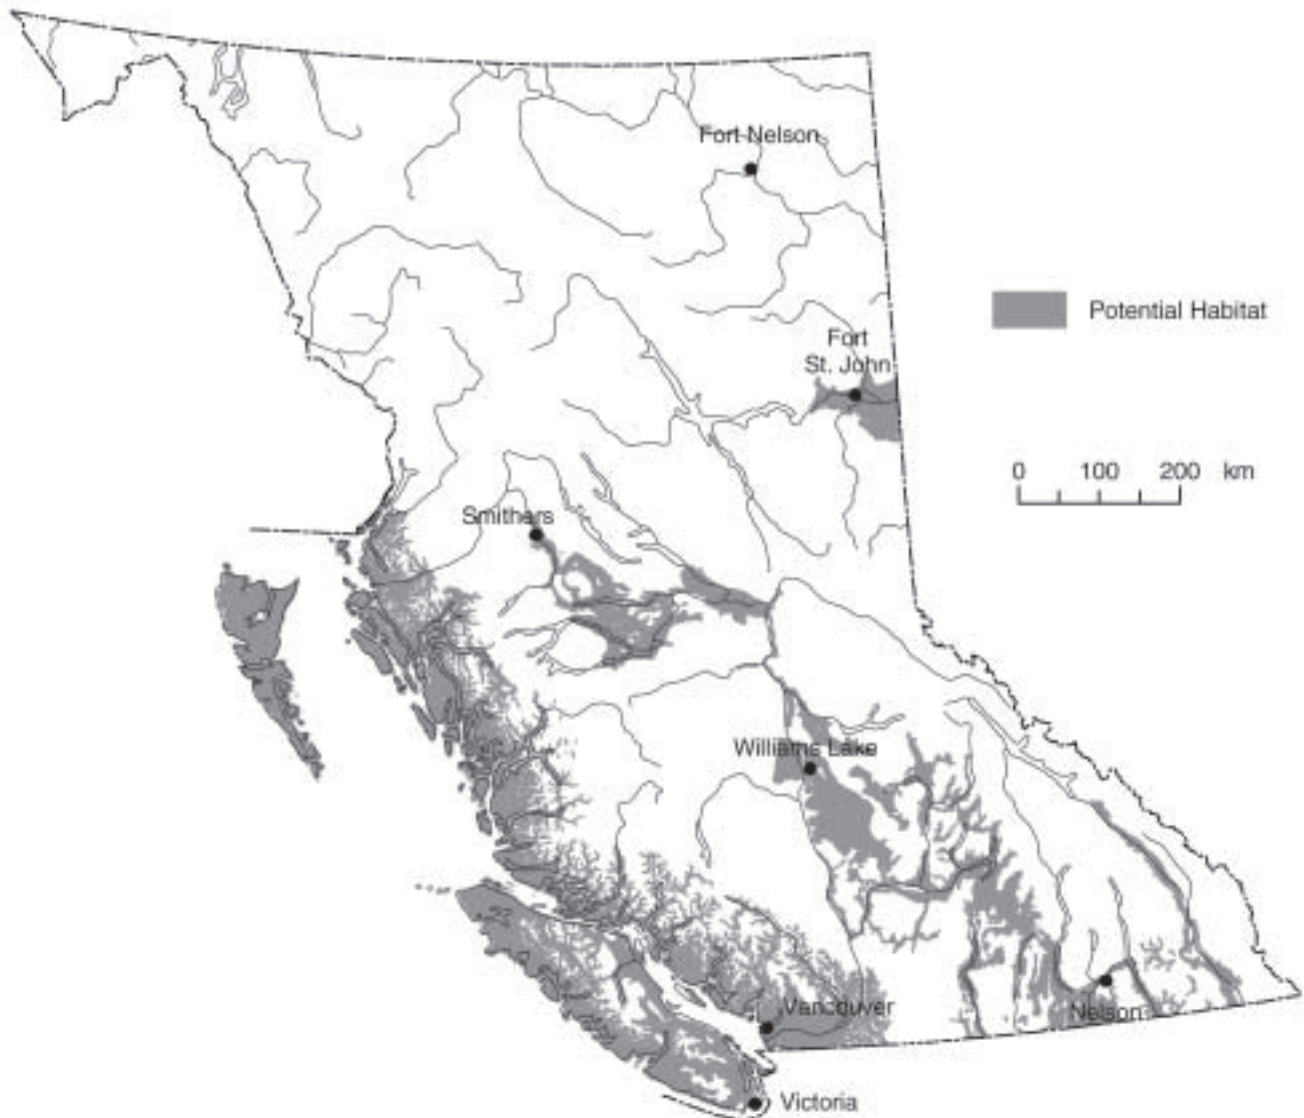 Fort Nelson
Potential Habitat
Fort
St. John
0 100 200 km
Smithers
Williams Lake
Nelson
Vancouver
Victoria